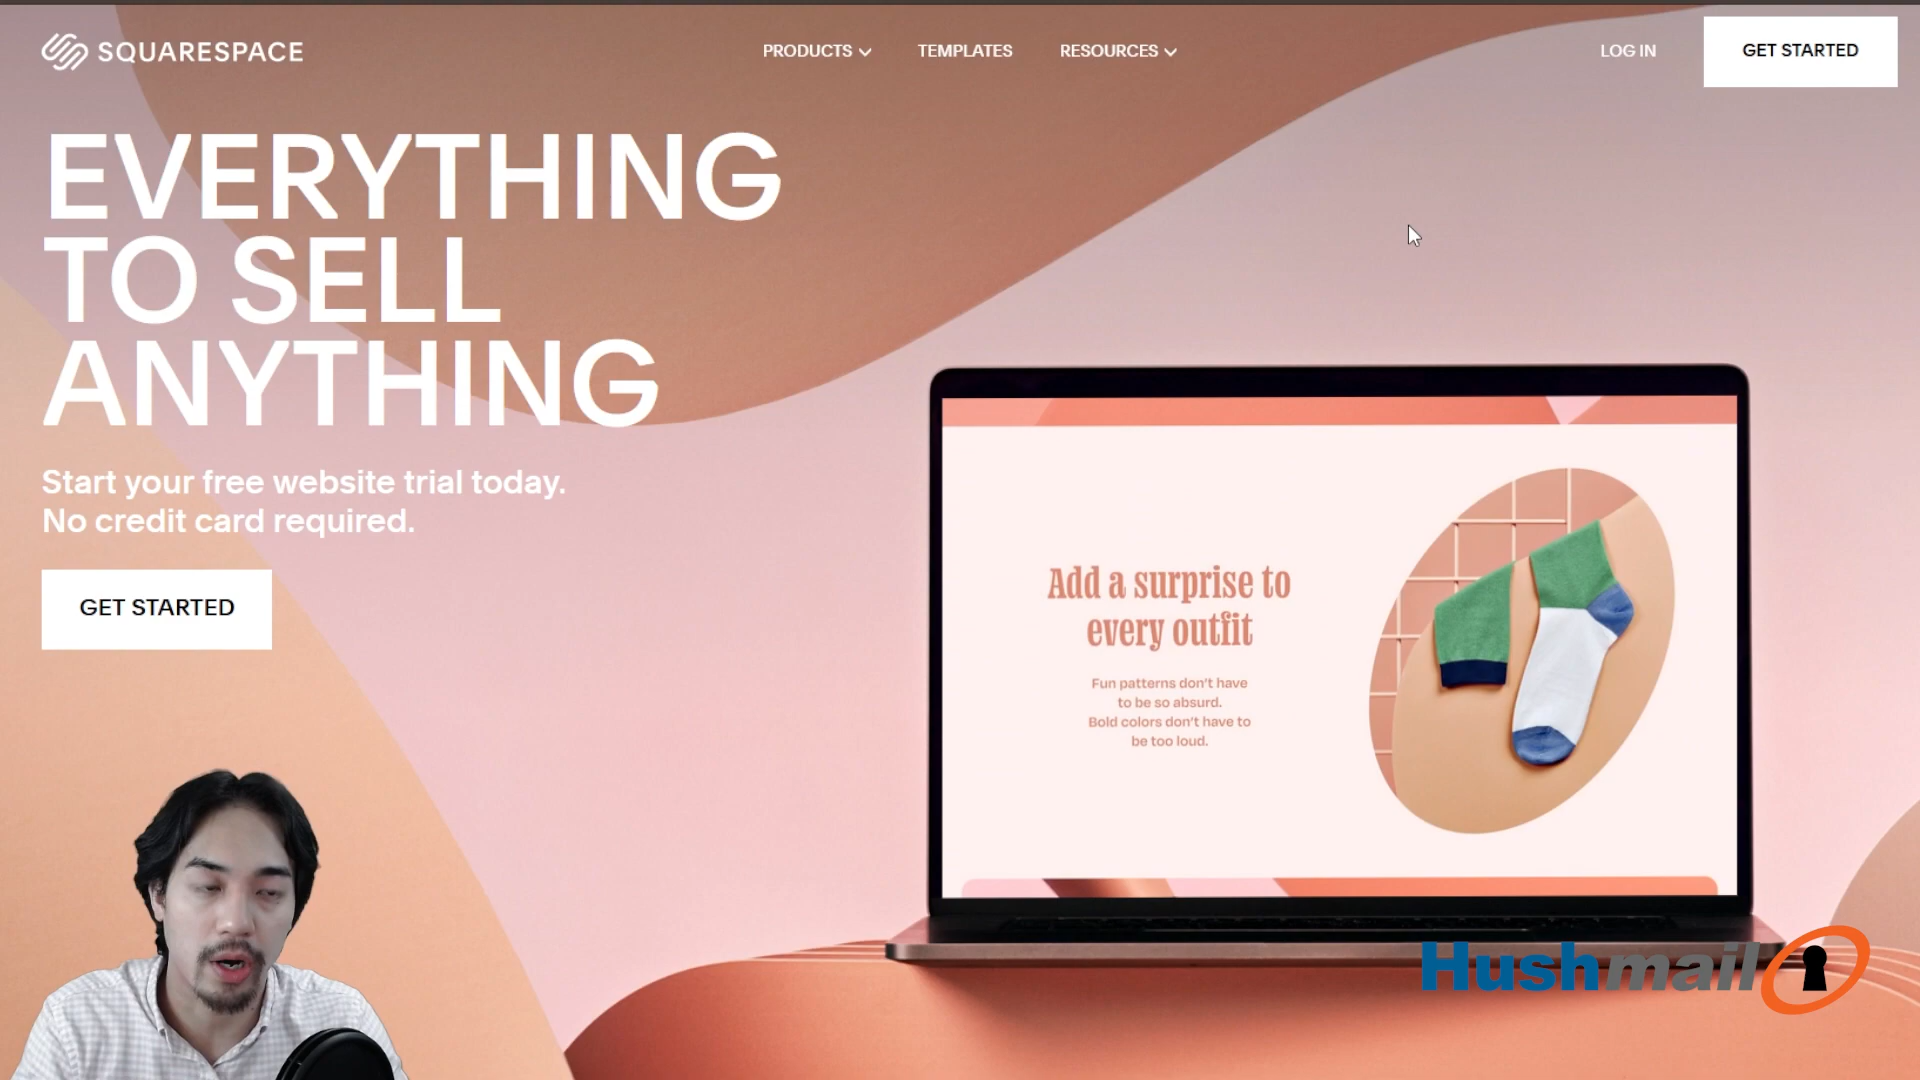 SQUARESPACE
PRODUCTS
TEMPLATES
RESOURCES
LOG IN
GET STARTED
EVERYTHING
TO SELL
ANYTHING
Start your free website trial today.
No credit card required.
GET STARTED
Add a surprise to
every outfit
Fun patterns don't have
to be so absurd.
Bold colors don't have to
be too loud.
Hushmail